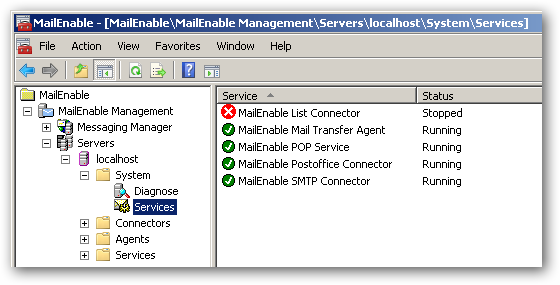 MailEnable - [MailEnable\MailEnable Management\Servers\localhost\System\Services]
File Action View Favorites Window Help
MailEnable
MailEnable Management
Messaging Manager
Servers
localhost
System
Diagnose
Services
Connectors
Agents
Services
Service Status
MailEnable List Connector Stopped
MailEnable Mail Transfer Agent Running
MailEnable POP Service Running
MailEnable Postoffice Connector Running
MailEnable SMTP Connector Running